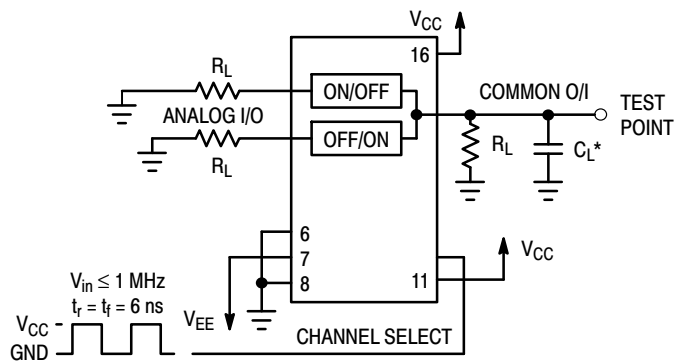 VCC
16
RL
ON/OFF
COMMON O/I
TEST
POINT
ANALOG I/O
OFF/ON
RL
RL
CL*
6
7
8
11
VCC
Vin ≤ 1 MHz
tr = tf = 6 ns
VCC
GND
VEE
CHANNEL SELECT